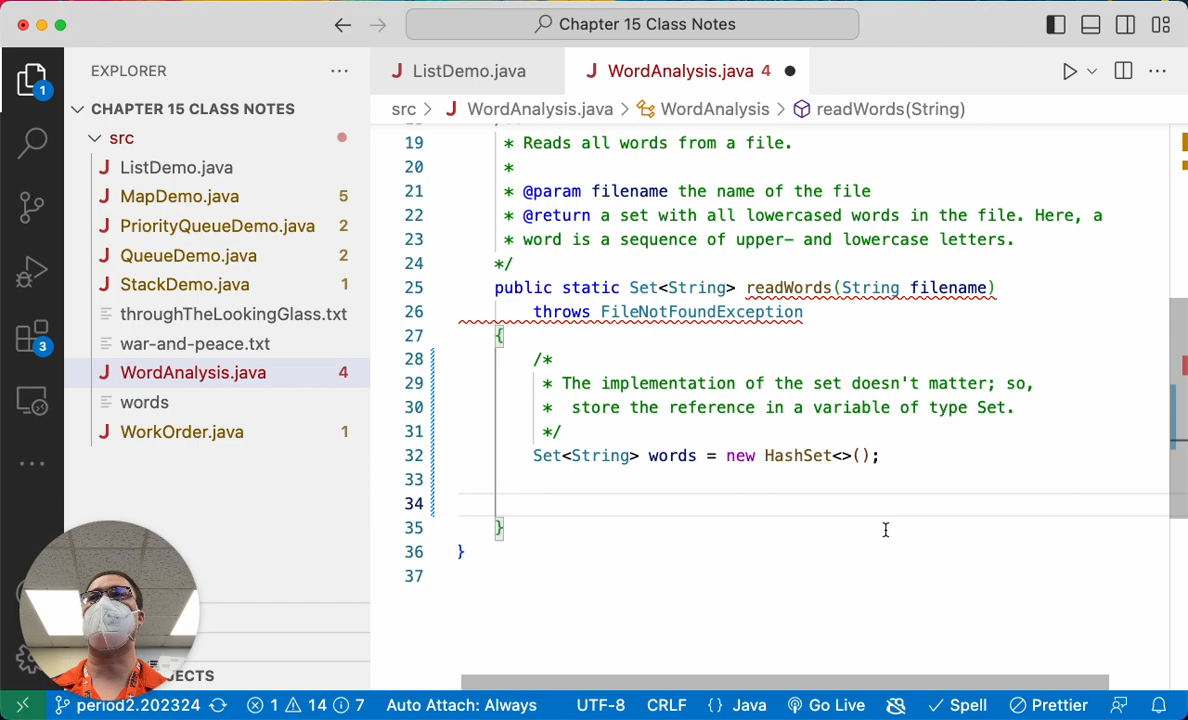 Chapter 15 Class Notes
EXPLORER
ListDemo.java
WordAnalysis.java 4
CHAPTER 15 CLASS NOTES
src > WordAnalysis.java > WordAnalysis > readWords(String)
src
ListDemo.java
MapDemo.java 5
PriorityQueueDemo.java 2
QueueDemo.java 2
StackDemo.java 1
throughTheLookingGlass.txt
war-and-peace.txt
WordAnalysis.java 4
words
WorkOrder.java 1
1
3
19 * Reads all words from a file.
20 *
21 * @param filename the name of the file
22 * @return a set with all lowercased words in the file. Here, a
23 * word is a sequence of upper- and lowercase letters.
24 */
25 public static Set<String> readWords(String filename)
26 throws FileNotFoundException
27 {
28 /*
29 * The implementation of the set doesn't matter; so,
30 * store the reference in a variable of type Set.
31 */
32 Set<String> words = new HashSet<>();
33
34
35 }
36 }
37
period2.202324 1 14 7 Auto Attach: Always UTF-8 CRLF {} Java Go Live Spell Prettier